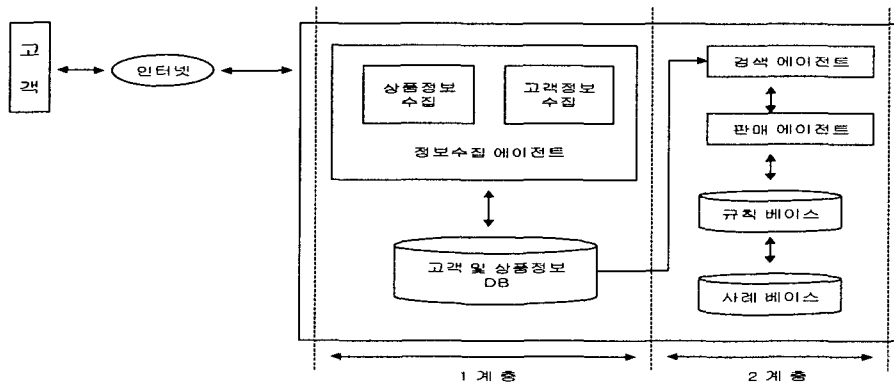 고
객
인터넷
상품정보
수집
고객정보
수집
정보수집 에이전트
고객 및 상품정보
DB
검색 에이전트
판매 에이전트
규칙 베이스
사례 베이스
1 계 층
2 계 층